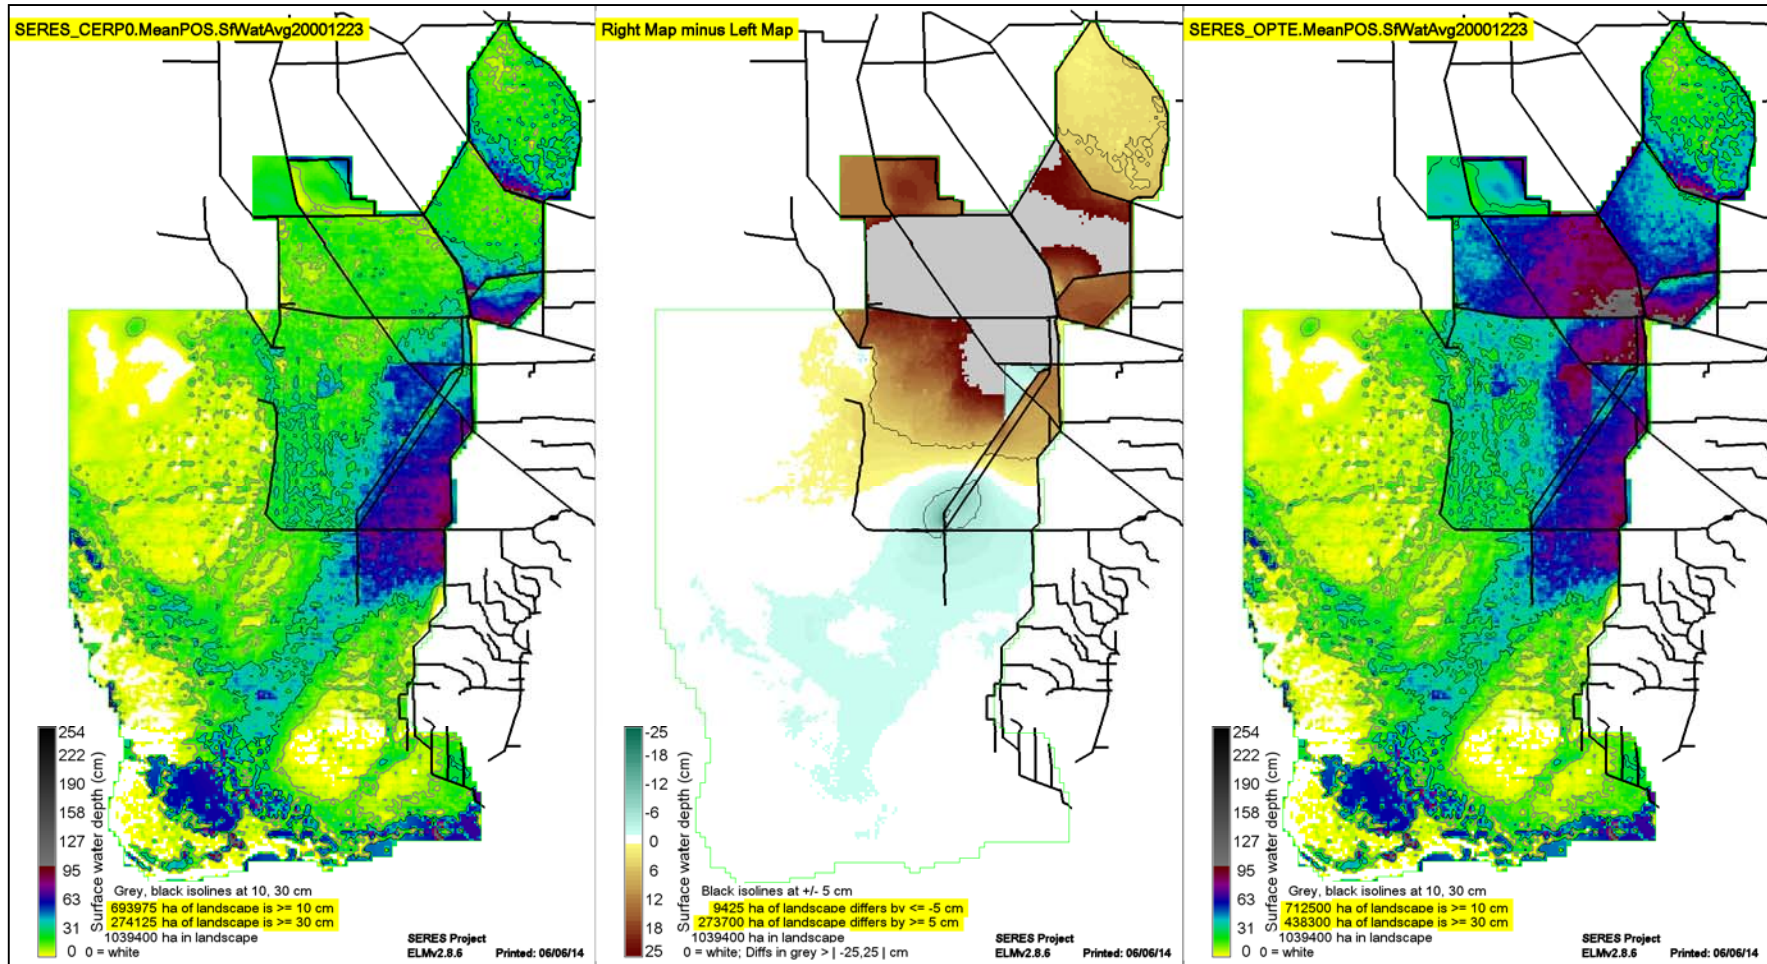 SERES_CERP0.MeanPOS.SfWatAvg20001223
254
222
190
158
127
95
63
31
0
Surface water depth (cm)
Grey, black isolines at 10, 30 cm
693975 ha of landscape is >= 10 cm
274125 ha of landscape is >= 30 cm
1039400 ha in landscape
0 = white
SERES Project
ELMv2.8.6
Printed: 06/06/14
Right Map minus Left Map
-25
-18
-12
-6
0
6
12
18
25
Surface water depth (cm)
Black isolines at +/- 5 cm
9425 ha of landscape differs by <= -5 cm
273700 ha of landscape differs by >= 5 cm
1039400 ha in landscape
0 = white; Diffs in grey > | -25,25 | cm
SERES Project
ELMv2.8.6
Printed: 06/06/14
SERES_OPTE.MeanPOS.SfWatAvg20001223
254
222
190
158
127
95
63
31
0
Surface water depth (cm)
Grey, black isolines at 10, 30 cm
712500 ha of landscape is >= 10 cm
438300 ha of landscape is >= 30 cm
1039400 ha in landscape
0 = white
SERES Project
ELMv2.8.6
Printed: 06/06/14